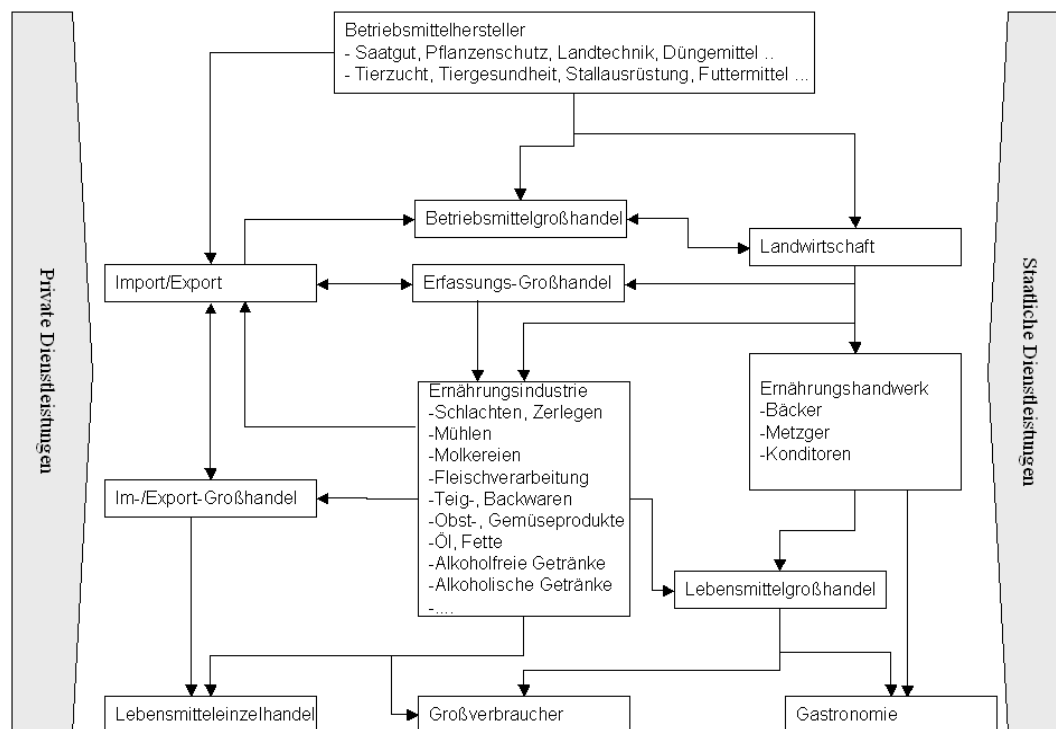 Betriebsmittelhersteller
- Saatgut, Pflanzenschutz, Landtechnik, Düngemittel ..
- Tierzucht, Tiergesundheit, Stallausrüstung, Futtermittel ...
Betriebsmittelgroßhandel
Landwirtschaft
Import/Export
Erfassungs-Großhandel
Private Dienstleistungen
Staatliche Dienstleistungen
Ernährungsindustrie
-Schlachten, Zerlegen
-Mühlen
-Molkereien
-Fleischverarbeitung
-Teig-, Backwaren
-Obst-, Gemüseprodukte
-Öl, Fette
-Alkoholfreie Getränke
-Alkoholische Getränke
-....
Ernährungshandwerk
-Bäcker
-Metzger
-Konditoren
Im-/Export-Großhandel
Lebensmittelgroßhandel
Lebensmitteleinzelhandel
Großverbraucher
Gastronomie